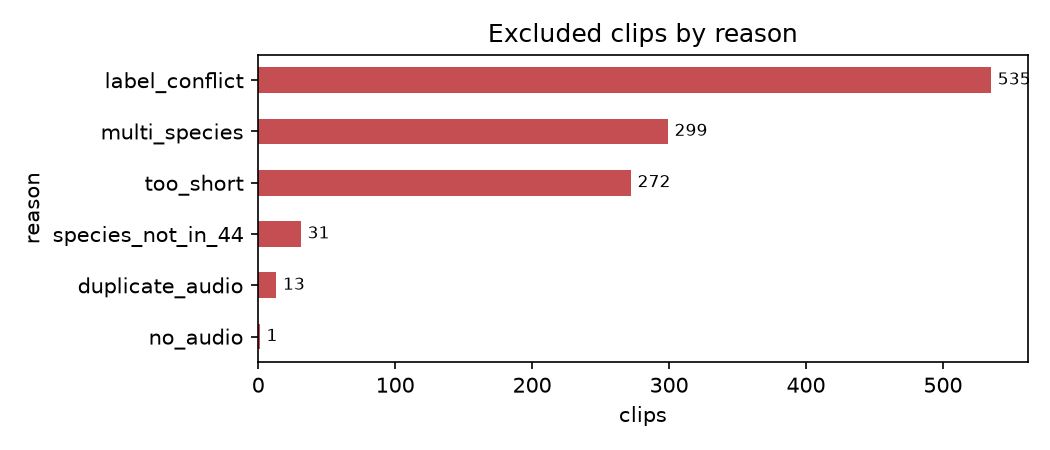 Excluded clips by reason
reason
label_conflict 535
multi_species 299
too_short 272
species_not_in_44 31
duplicate_audio 13
no_audio 1
0 100 200 300 400 500
clips